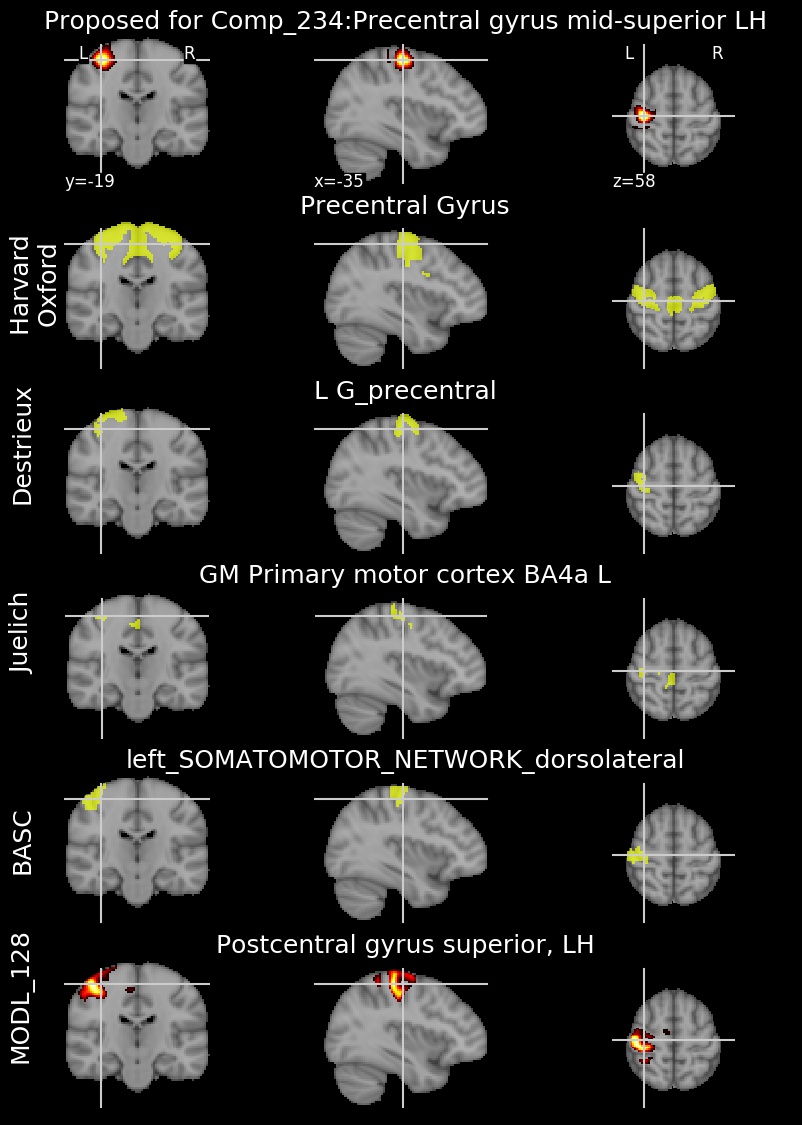 Proposed for Comp_234:Precentral gyrus mid-superior LH
L R
L
L R
y=-19
x=-35
z=58
Harvard
Oxford
Precentral Gyrus
Destrieux
L G_precentral
Juelich
GM Primary motor cortex BA4a L
BASC
left_SOMATOMOTOR_NETWORK_dorsolateral
MODL_128
Postcentral gyrus superior, LH